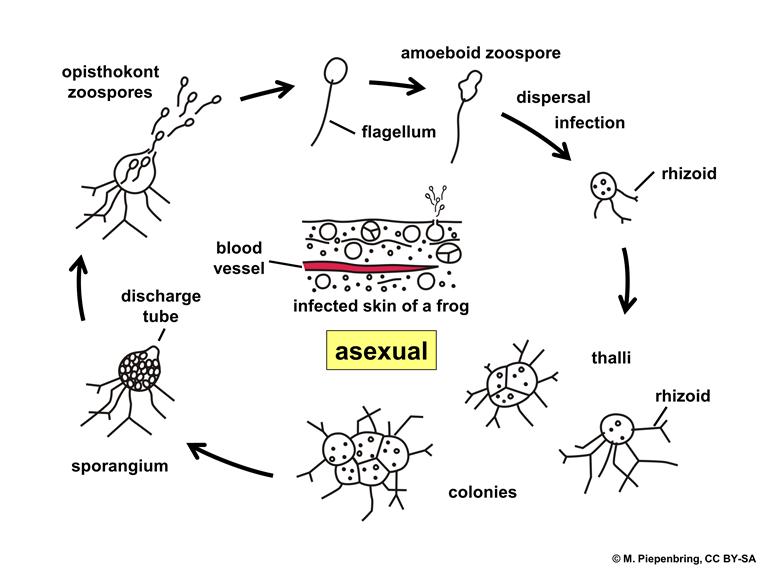 amoeboid zoospore
opisthokont
zoospores
dispersal
infection
flagellum
rhizoid
blood
vessel
discharge
tube
infected skin of a frog
asexual
thalli
rhizoid
sporangium
colonies
© M. Piepenbring, CC BY-SA